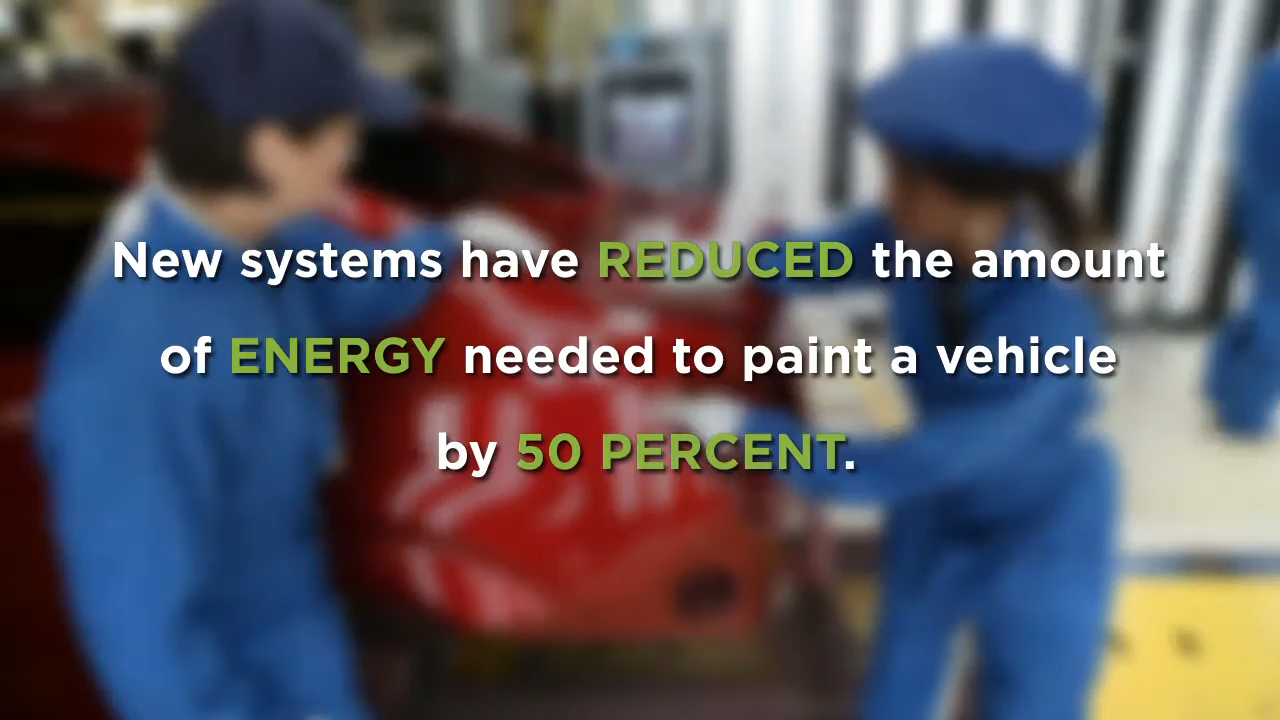 New systems have REDUCED the amount
of ENERGY needed to paint a vehicle
by 50 PERCENT.